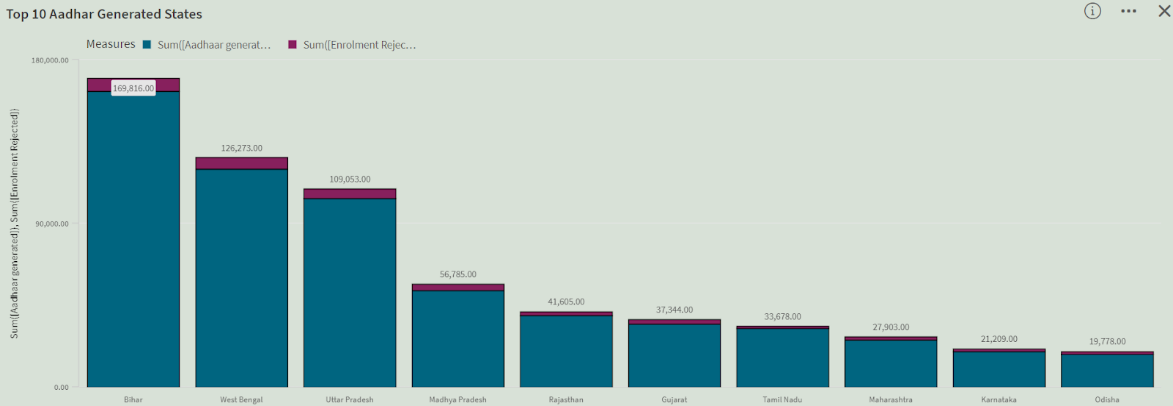 Top 10 Aadhar Generated States
Measures Sum([Aadhaar generat... Sum([Enrolment Rejec...
180,000.00
90,000.00
0.00
Sum([Aadhaar generated]), Sum([Enrolment Rejected])
169,816.00
126,273.00
109,053.00
56,785.00
41,605.00
37,344.00
33,678.00
27,903.00
21,209.00
19,778.00
Bihar
West Bengal
Uttar Pradesh
Madhya Pradesh
Rajasthan
Gujarat
Tamil Nadu
Maharashtra
Karnataka
Odisha